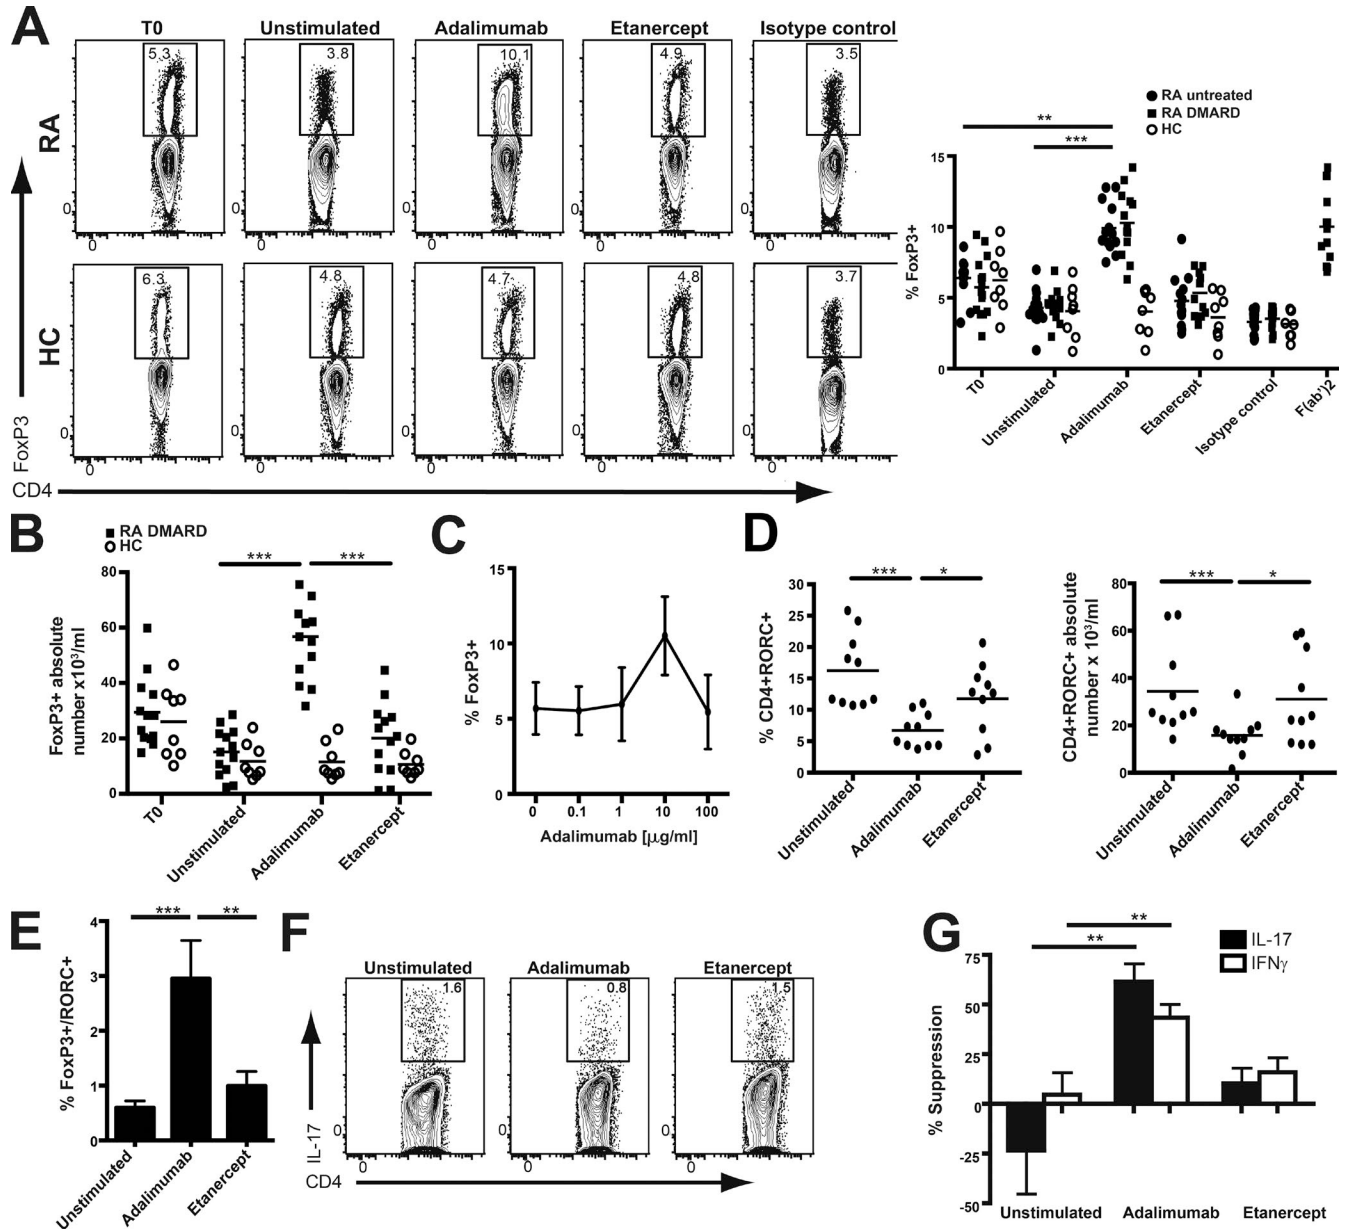 A
T0 Unstimulated Adalimumab Etanercept Isotype control
5.3 3.8 10.1 4.9 3.5
RA
0 0 0 0 0
0 0 0 0 0
6.3 4.8 4.7 4.8 3.7
HC
0 0 0 0 0
0 0 0 0 0
FoxP3
CD4
RA untreated
RA DMARD
HC
** 
***
15
10
5
0
% FoxP3+
T0 Unstimulated Adalimumab Etanercept Isotype control F(ab')2
B
RA DMARD
HC
*** ***
80
60
40
20
0
FoxP3+ absolute
number x10³/ml
T0 Unstimulated Adalimumab Etanercept
C
15
10
5
0
% FoxP3+
0 0.1 1 10 100
Adalimumab [µg/ml]
D
*** *
30
25
20
15
10
5
0
% CD4+RORC+
Unstimulated Adalimumab Etanercept
*** *
80
60
40
20
0
CD4+RORC+ absolute
number x 10³/ml
Unstimulated Adalimumab Etanercept
E
*** **
4
3
2
1
0
% FoxP3+/RORC+
Unstimulated Adalimumab Etanercept
F
Unstimulated Adalimumab Etanercept
1.6 0.8 1.5
0 0 0
0 0 0
IL-17
CD4
G
IL-17
IFNγ
**
**
75
50
25
0
-25
-50
% Suppression
Unstimulated Adalimumab Etanercept